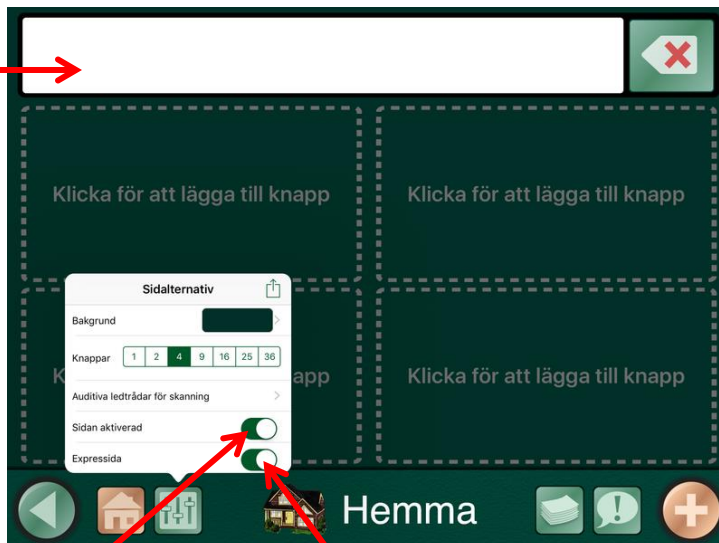 Klicka för att lägga till knapp
Klicka för att lägga till knapp
Sidalternativ
Bakgrund
Knappar 1 2 4 9 16 25 36
Auditiva ledtrådar för skanning
Sidan aktiverad
Expressida
K app
Klicka för att lägga till knapp
Hemma